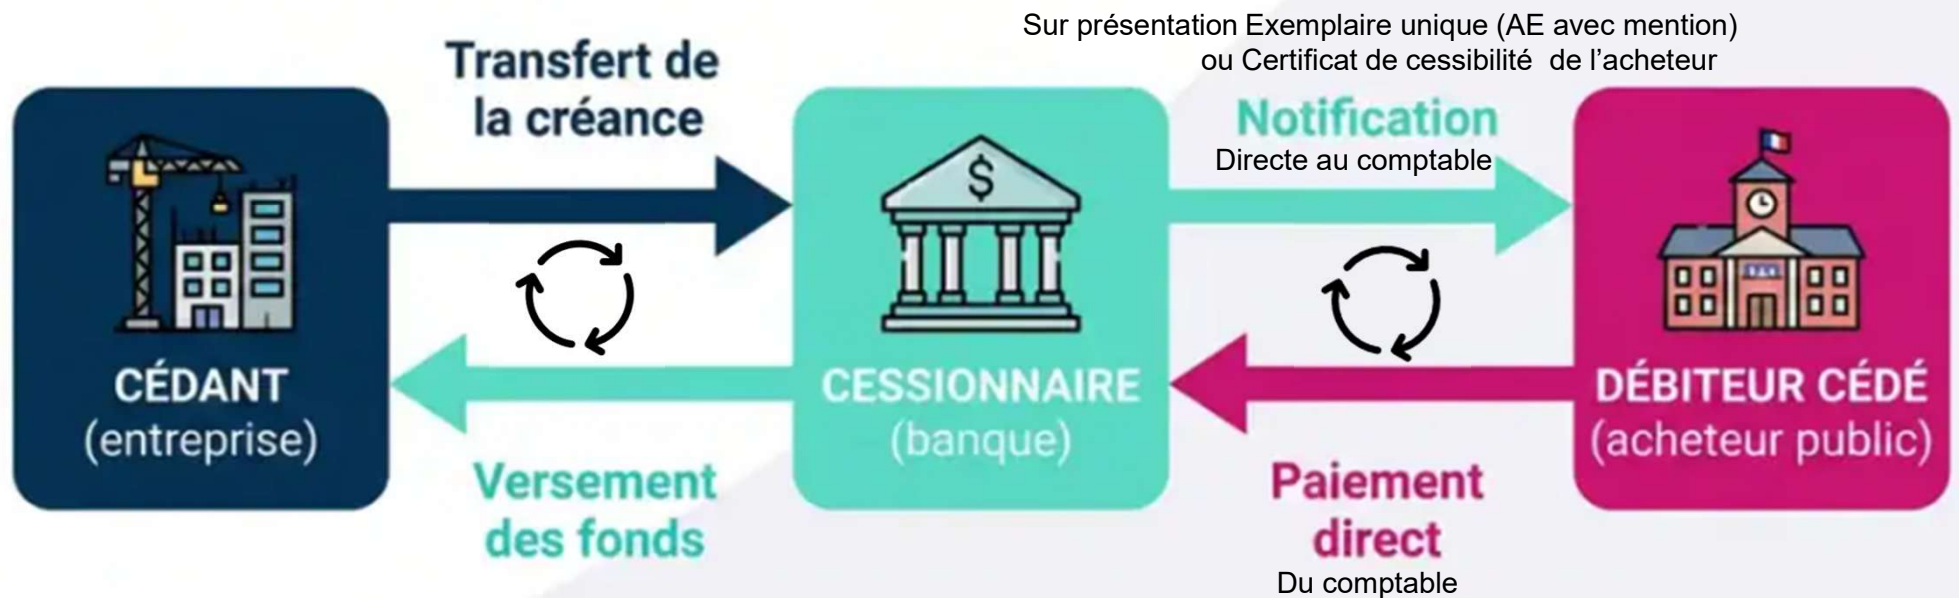 Sur présentation Exemplaire unique (AE avec mention)
ou Certificat de cessibilité de l’acheteur
Transfert de
la créance
Notification
Directe au comptable
$
CÉDANT
(entreprise)
CESSIONNAIRE
(banque)
DÉBITEUR CÉDÉ
(acheteur public)
Versement
des fonds
Paiement
direct
Du comptable